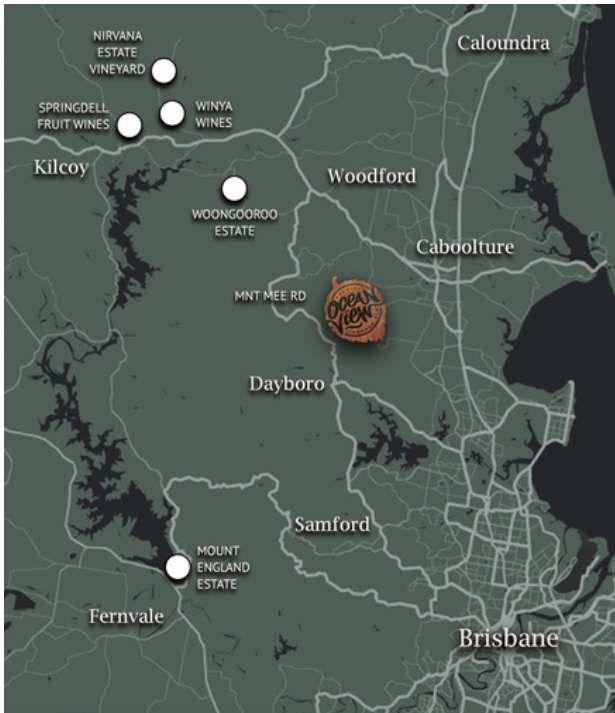 Caloundra
NIRVANA
ESTATE
VINEYARD
SPRINGDELL
FRUIT WINES
WINYA
WINES
Kilcoy
Woodford
WOONGOOROO
ESTATE
Caboolture
MNT MEE RD
OCEAN
VIEW
Dayboro
Samford
MOUNT
ENGLAND
ESTATE
Fernvale
Brisbane